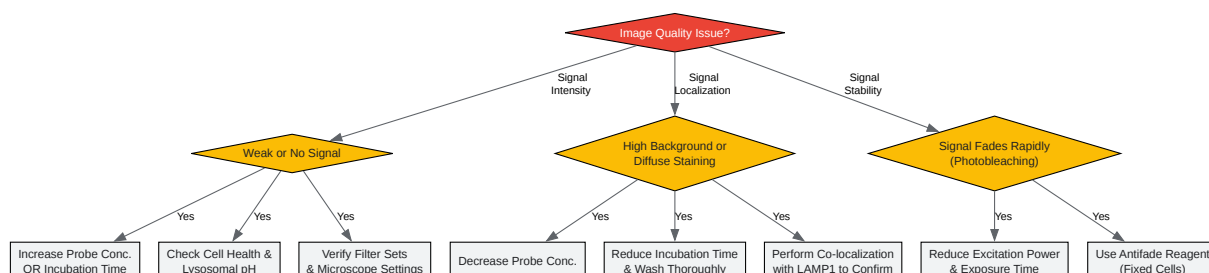 Image Quality Issue?
Signal
Intensity
Signal
Localization
Signal
Stability
Weak or No Signal
High Background or
Diffuse Staining
Signal Fades Rapidly
(Photobleaching)
Yes
Yes
Yes
Yes
Yes
Yes
Yes
Yes
Increase Probe Conc.
OR Incubation Time
Check Cell Health &
Lysosomal pH
Verify Filter Sets
& Microscope Settings
Decrease Probe Conc.
Reduce Incubation Time
& Wash Thoroughly
Perform Co-localization
with LAMP1 to Confirm
Reduce Excitation Power
& Exposure Time
Use Antifade Reagent
(Fixed Cells)